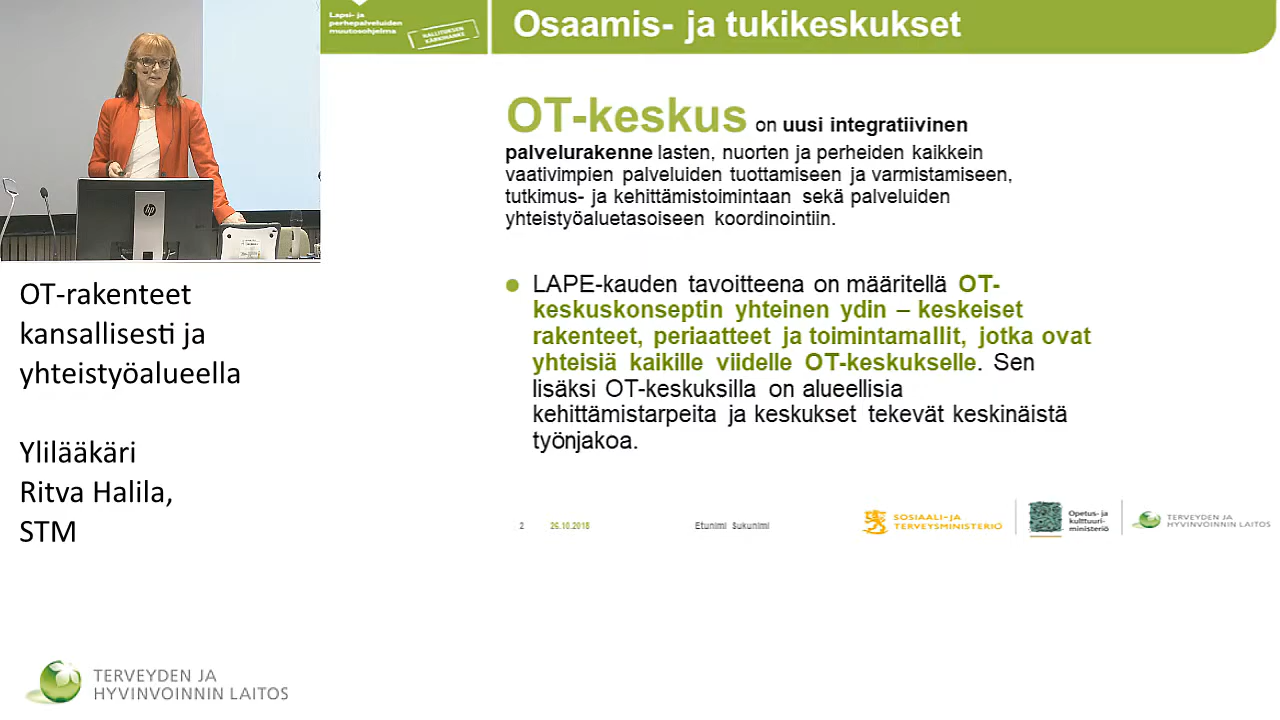 Lapsi- ja
perhepalveluiden
muutosohjelma
HALLITUKSEN
KÄRKIHANKE
Osaamis- ja tukikeskukset
OT-keskus on uusi integratiivinen
palvelurakenne lasten, nuorten ja perheiden kaikkein
vaativimpien palveluiden tuottamiseen ja varmistamiseen,
tutkimus- ja kehittämistoimintaan sekä palveluiden
yhteistyöaluetasoiseen koordinointiin.
LAPE-kauden tavoitteena on määritellä OT-
keskuskonseptin yhteinen ydin – keskeiset
rakenteet, periaatteet ja toimintamallit, jotka ovat
yhteisiä kaikille viidelle OT-keskukselle. Sen
lisäksi OT-keskuksilla on alueellisia
kehittämistarpeita ja keskukset tekevät keskinäistä
työnjakoa.
2 26.10.2018 Etunimi Sukunimi
SOSIAALI- JA
TERVEYSMINISTERIÖ
Opetus- ja
kulttuuri-
ministeriö
TERVEYDEN JA
HYVINVOINNIN LAITOS
hp
OT-rakenteet
kansallisesti ja
yhteistyöalueella
Ylilääkäri
Ritva Halila,
STM
TERVEYDEN JA
HYVINVOINNIN LAITOS